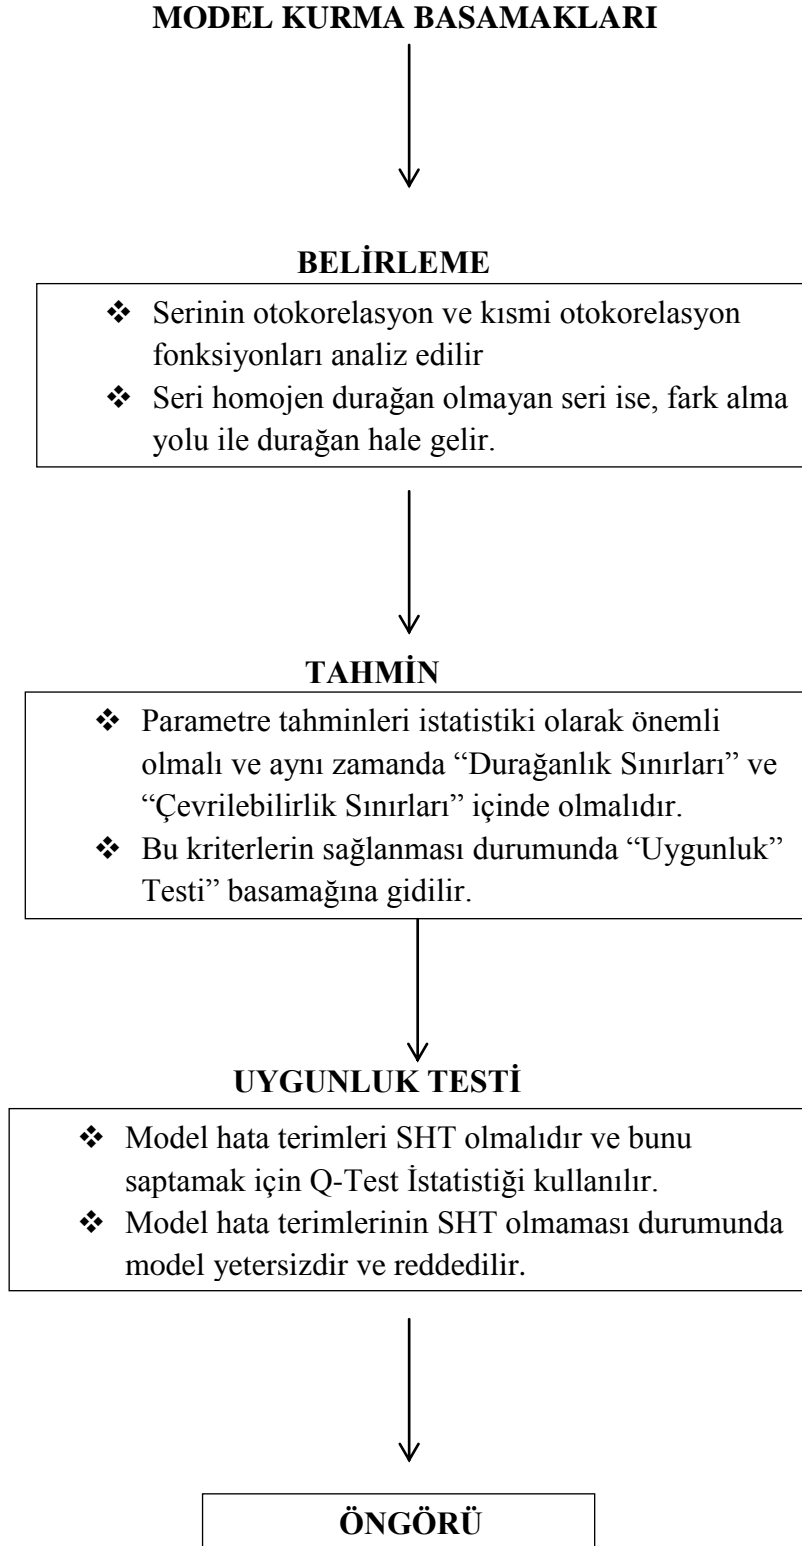 MODEL KURMA BASAMAKLARI
BELİRLEME
❖ Serinin otokorelasyon ve kısmi otokorelasyon
fonksiyonları analiz edilir
❖ Seri homojen durağan olmayan seri ise, fark alma
yolu ile durağan hale gelir.
TAHMİN
❖ Parametre tahminleri istatistiki olarak önemli
olmalı ve aynı zamanda “Durağanlık Sınırları” ve
“Çevrilebilirlik Sınırları” içinde olmalıdır.
❖ Bu kriterlerin sağlanması durumunda “Uygunluk”
Testi” basamağına gidilir.
UYGUNLUK TESTİ
❖ Model hata terimleri SHT olmalıdır ve bunu
saptamak için Q-Test İstatistiği kullanılır.
❖ Model hata terimlerinin SHT olmaması durumunda
model yetersizdir ve reddedilir.
ÖNGÖRÜ